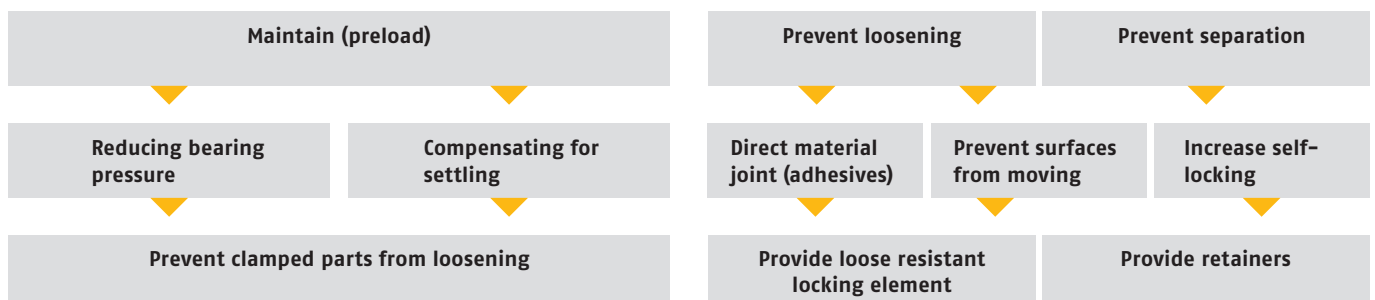 Maintain (preload)
Prevent loosening
Prevent separation
Reducing bearing
pressure
Compensating for
settling
Direct material
joint (adhesives)
Prevent surfaces
from moving
Increase self-
locking
Prevent clamped parts from loosening
Provide loose resistant
locking element
Provide retainers